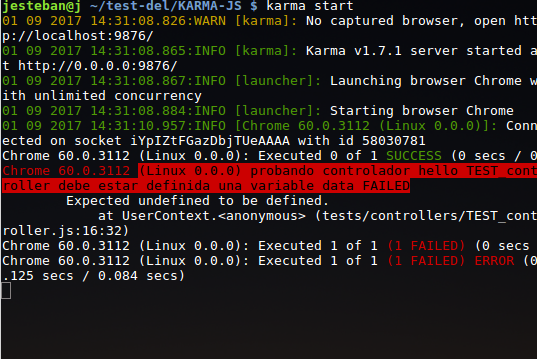 jesteban@j ~/test-del/KARMA-JS $ karma start
01 09 2017 14:31:08.826:WARN [karma]: No captured browser, open htt
p://localhost:9876/
01 09 2017 14:31:08.865:INFO [karma]: Karma v1.7.1 server started a
t http://0.0.0.0:9876/
01 09 2017 14:31:08.867:INFO [launcher]: Launching browser Chrome w
ith unlimited concurrency
01 09 2017 14:31:08.884:INFO [launcher]: Starting browser Chrome
01 09 2017 14:31:10.957:INFO [Chrome 60.0.3112 (Linux 0.0.0)]: Conn
ected on socket iYpIZtFGazDbjTUeAAAA with id 58030781
Chrome 60.0.3112 (Linux 0.0.0): Executed 0 of 1 SUCCESS (0 secs / 0
Chrome 60.0.3112 (Linux 0.0.0) probando controlador hello TEST_cont
roller debe estar definida una variable data FAILED
Expected undefined to be defined.
at UserContext.<anonymous> (tests/controllers/TEST_cont
roller.js:16:32)
Chrome 60.0.3112 (Linux 0.0.0): Executed 1 of 1 (1 FAILED) (0 secs
Chrome 60.0.3112 (Linux 0.0.0): Executed 1 of 1 (1 FAILED) ERROR (0
.125 secs / 0.084 secs)